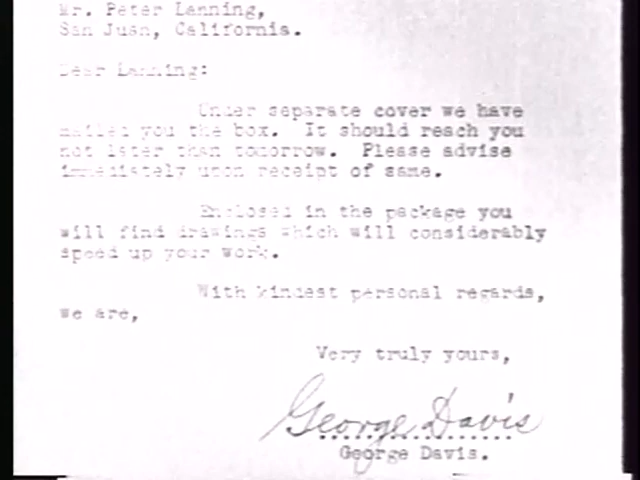 Mr. Peter Lanning,
San Juan, California.
Dear Lanning:
Under separate cover we have
mailed you the box. It should reach you
not later than tomorrow. Please advise
immediately upon receipt of same.
Enclosed in the package you
will find drawings which will considerably
speed up your work.
With kindest personal regards,
we are,
Very truly yours,
George Davis
George Davis.